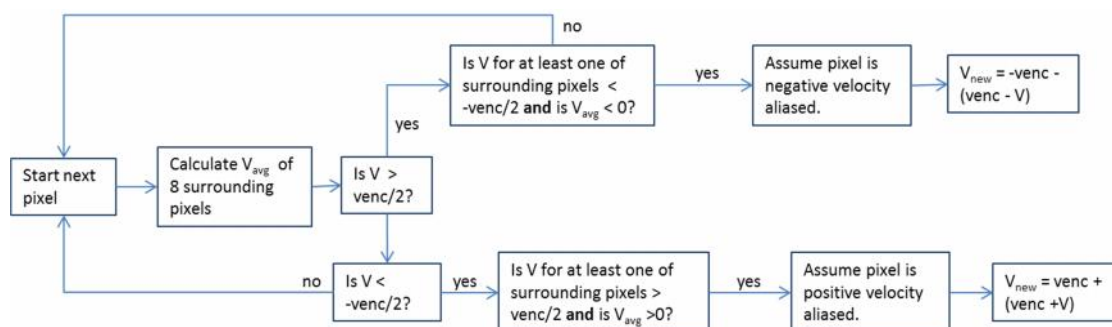 no
Is V for at least one of
surrounding pixels <
-venc/2 and is Vavg < 0?
yes
Assume pixel is
negative velocity
aliased.
Vnew = -venc -
(venc - V)
yes
Start next
pixel
Calculate Vavg of
8 surrounding
pixels
Is V >
venc/2?
no
Is V <
-venc/2?
yes
Is V for at least one of
surrounding pixels >
venc/2 and is Vavg >0?
yes
Assume pixel is
positive velocity
aliased.
Vnew = venc +
(venc +V)